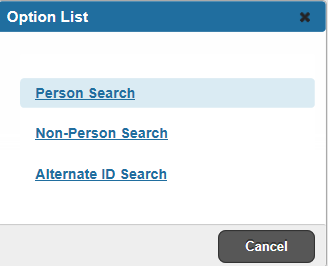 Option List
Person Search
Non-Person Search
Alternate ID Search
Cancel